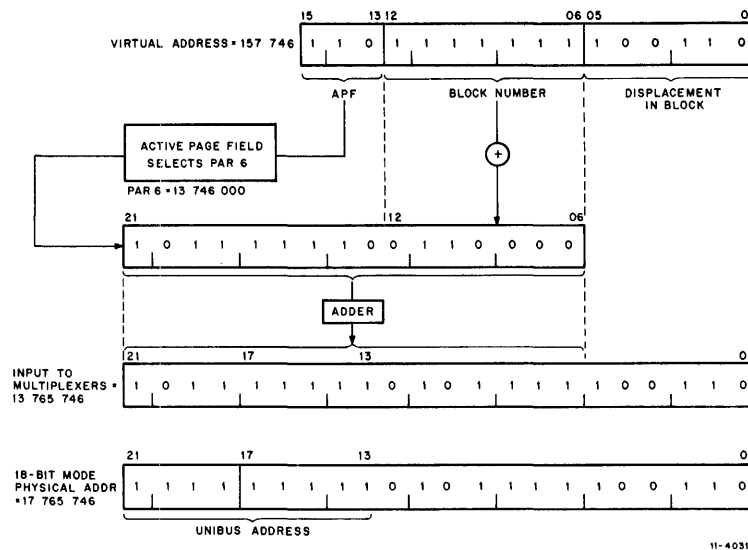 15 13 12 06 05 0
VIRTUAL ADDRESS = 157 746
1 1 0 1 1 1 1 1 1 1 1 0 0 1 1 0
APF
BLOCK NUMBER
DISPLACEMENT
IN BLOCK
ACTIVE PAGE FIELD
SELECTS PAR 6
+
PAR 6 = 13 746 000
21 12 06
1 0 1 1 1 1 1 1 0 0 1 1 0 0 0 0
ADDER
21 17 13 0
INPUT TO
MULTIPLEXERS =
13 765 746
1 0 1 1 1 1 1 1 1 0 1 0 1 1 1 1 1 0 0 1 1 0
21 17 13 0
18-BIT MODE
PHYSICAL ADDR
=17 765 746
1 1 1 1 1 1 1 1 1 0 1 0 1 1 1 1 1 0 0 1 1 0
UNIBUS ADDRESS
11-4031